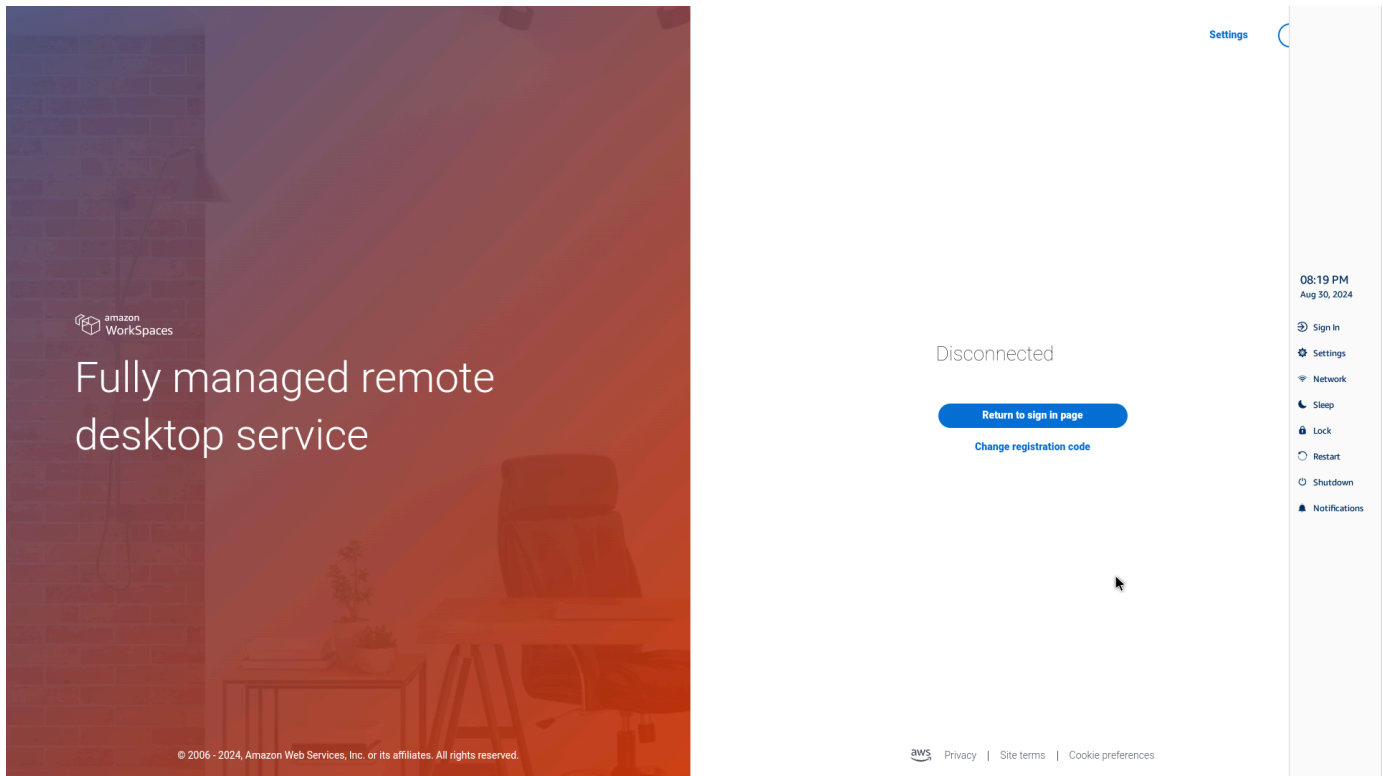 amazon
WorkSpaces
Fully managed remote
desktop service
© 2006 - 2024, Amazon Web Services, Inc. or its affiliates. All rights reserved.
Settings
Disconnected
Return to sign in page
Change registration code
aws Privacy | Site terms | Cookie preferences
08:19 PM
Aug 30, 2024
Sign In
Settings
Network
Sleep
Lock
Restart
Shutdown
Notifications